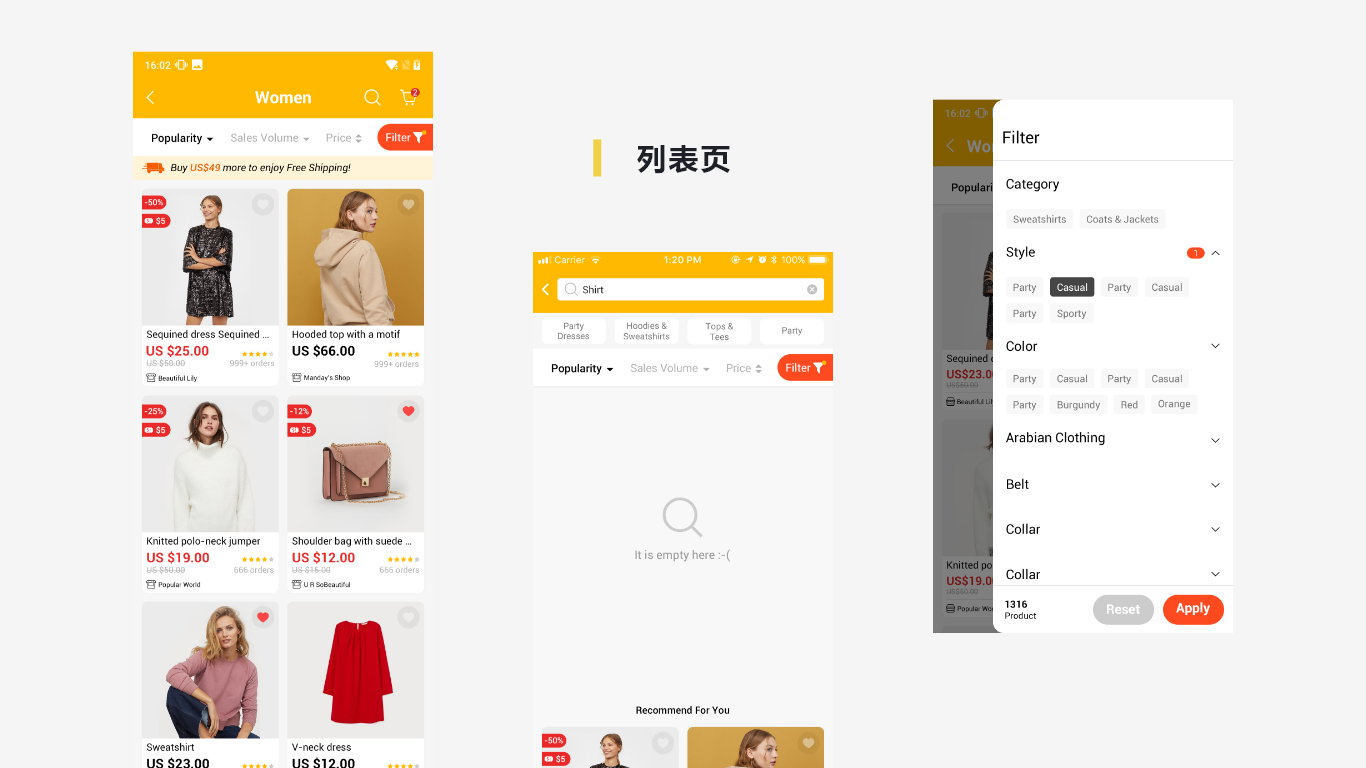 16:02
Women
2
Popularity
Sales Volume
Price
Filter
Buy US$49 more to enjoy Free Shipping!
-50%
$5
Sequined dress Sequined ...
US $25.00
US $50.00
999+ orders
Beautiful Lily
Hooded top with a motif
US $66.00
999+ orders
Manday's Shop
-25%
$5
Knitted polo-neck jumper
US $19.00
US $50.00
666 orders
Popular World
-12%
$5
Shoulder bag with suede ...
US $12.00
US $15.00
666 orders
U R SoBeautiful
Sweatshirt
US $23.00
V-neck dress
US $12.00
列表页
Carrier
1:20 PM
100%
Shirt
Party
Dresses
Hoodies &
Sweatshirts
Tops &
Tees
Party
Popularity
Sales Volume
Price
Filter
It is empty here :-(
Recommend For You
-50%
$5
16:02
Wo
Populari
Sequined
US$23.0
US$50.00
Beautiful Lil
Knitted po
US$19.0
US$50.00
Popular Wo
Filter
Category
Sweatshirts
Coats & Jackets
Style
1
Party
Casual
Party
Casual
Party
Sporty
Color
Party
Casual
Party
Casual
Party
Burgundy
Red
Orange
Arabian Clothing
Belt
Collar
Collar
1316
Product
Reset
Apply